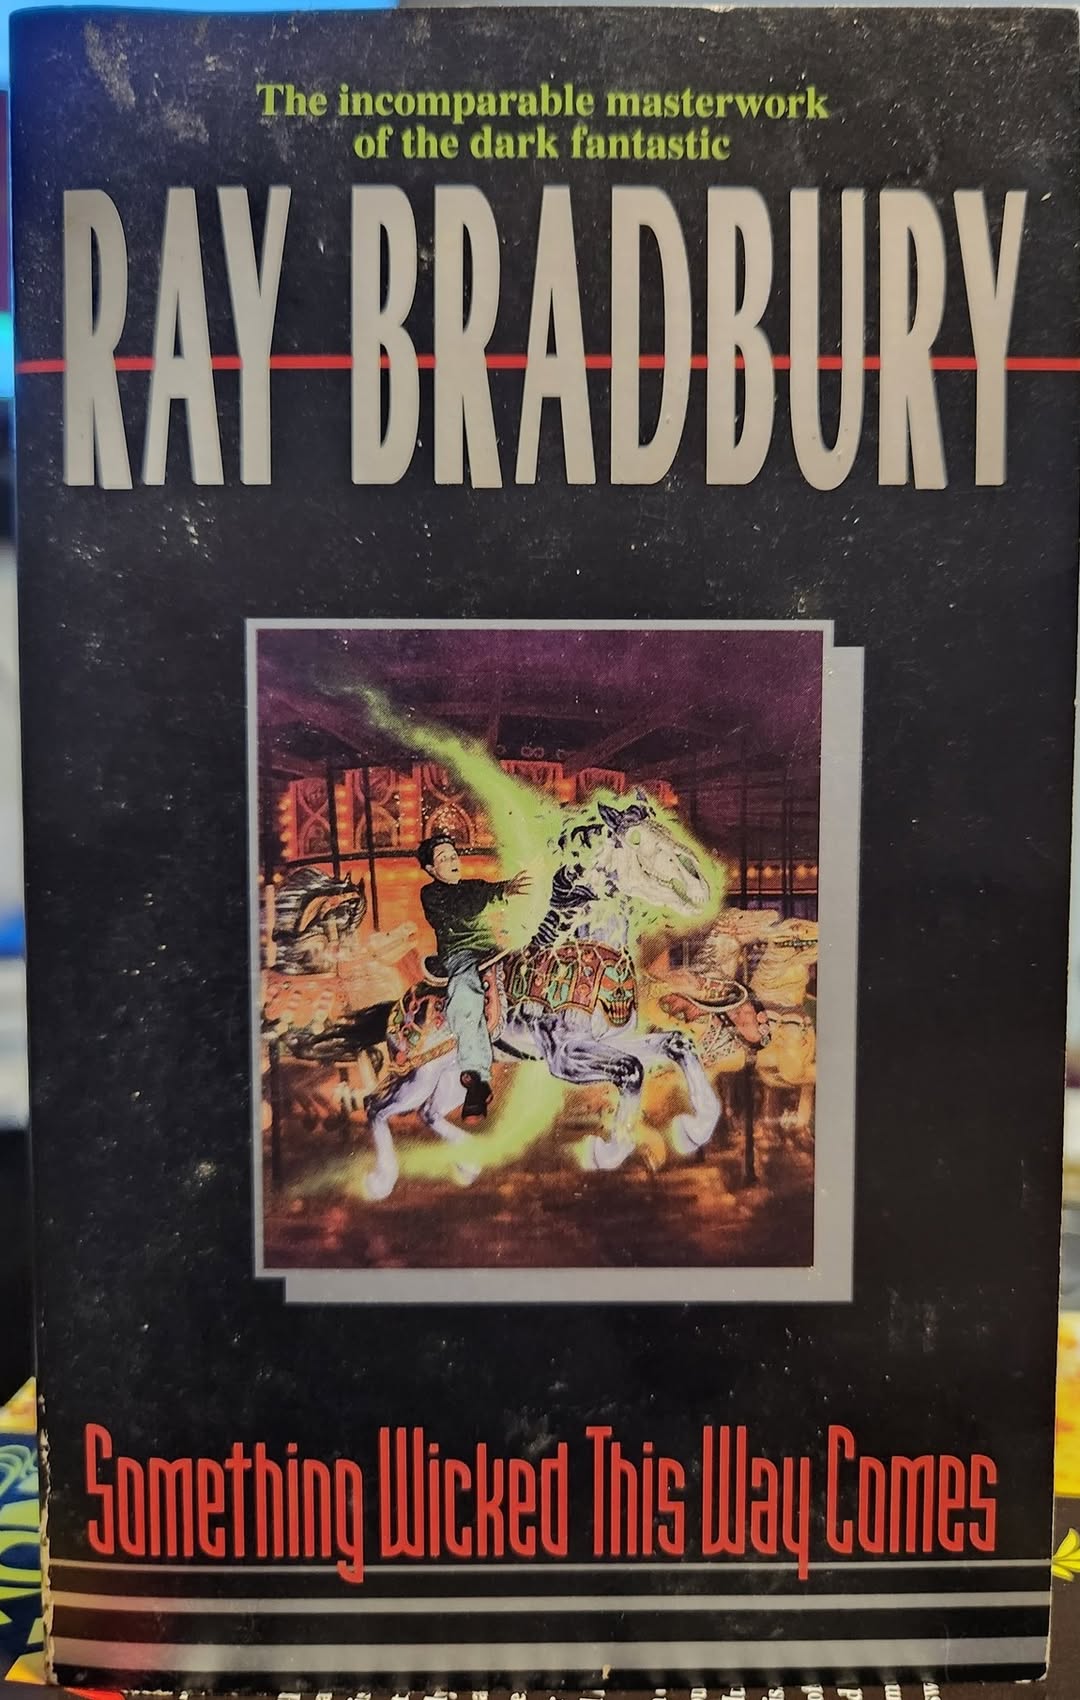 The incomparable masterwork
of the dark fantastic
RAY BRADBURY
Something Wicked This Way Comes